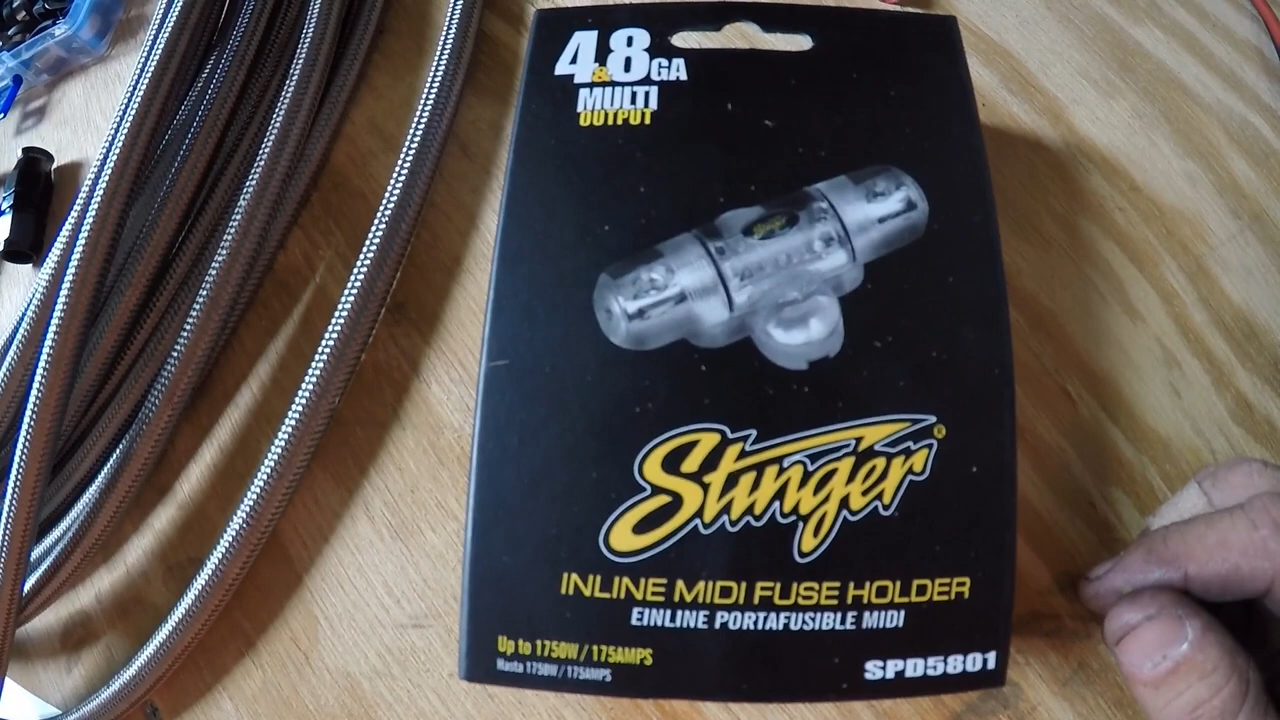 4&8GA
MULTI
OUTPUT
Stinger
Stinger®
INLINE MIDI FUSE HOLDER
EINLINE PORTAFUSIBLE MIDI
Up to 1750W / 175AMPS
Hasta 1750W / 175AMPS
SPD5801